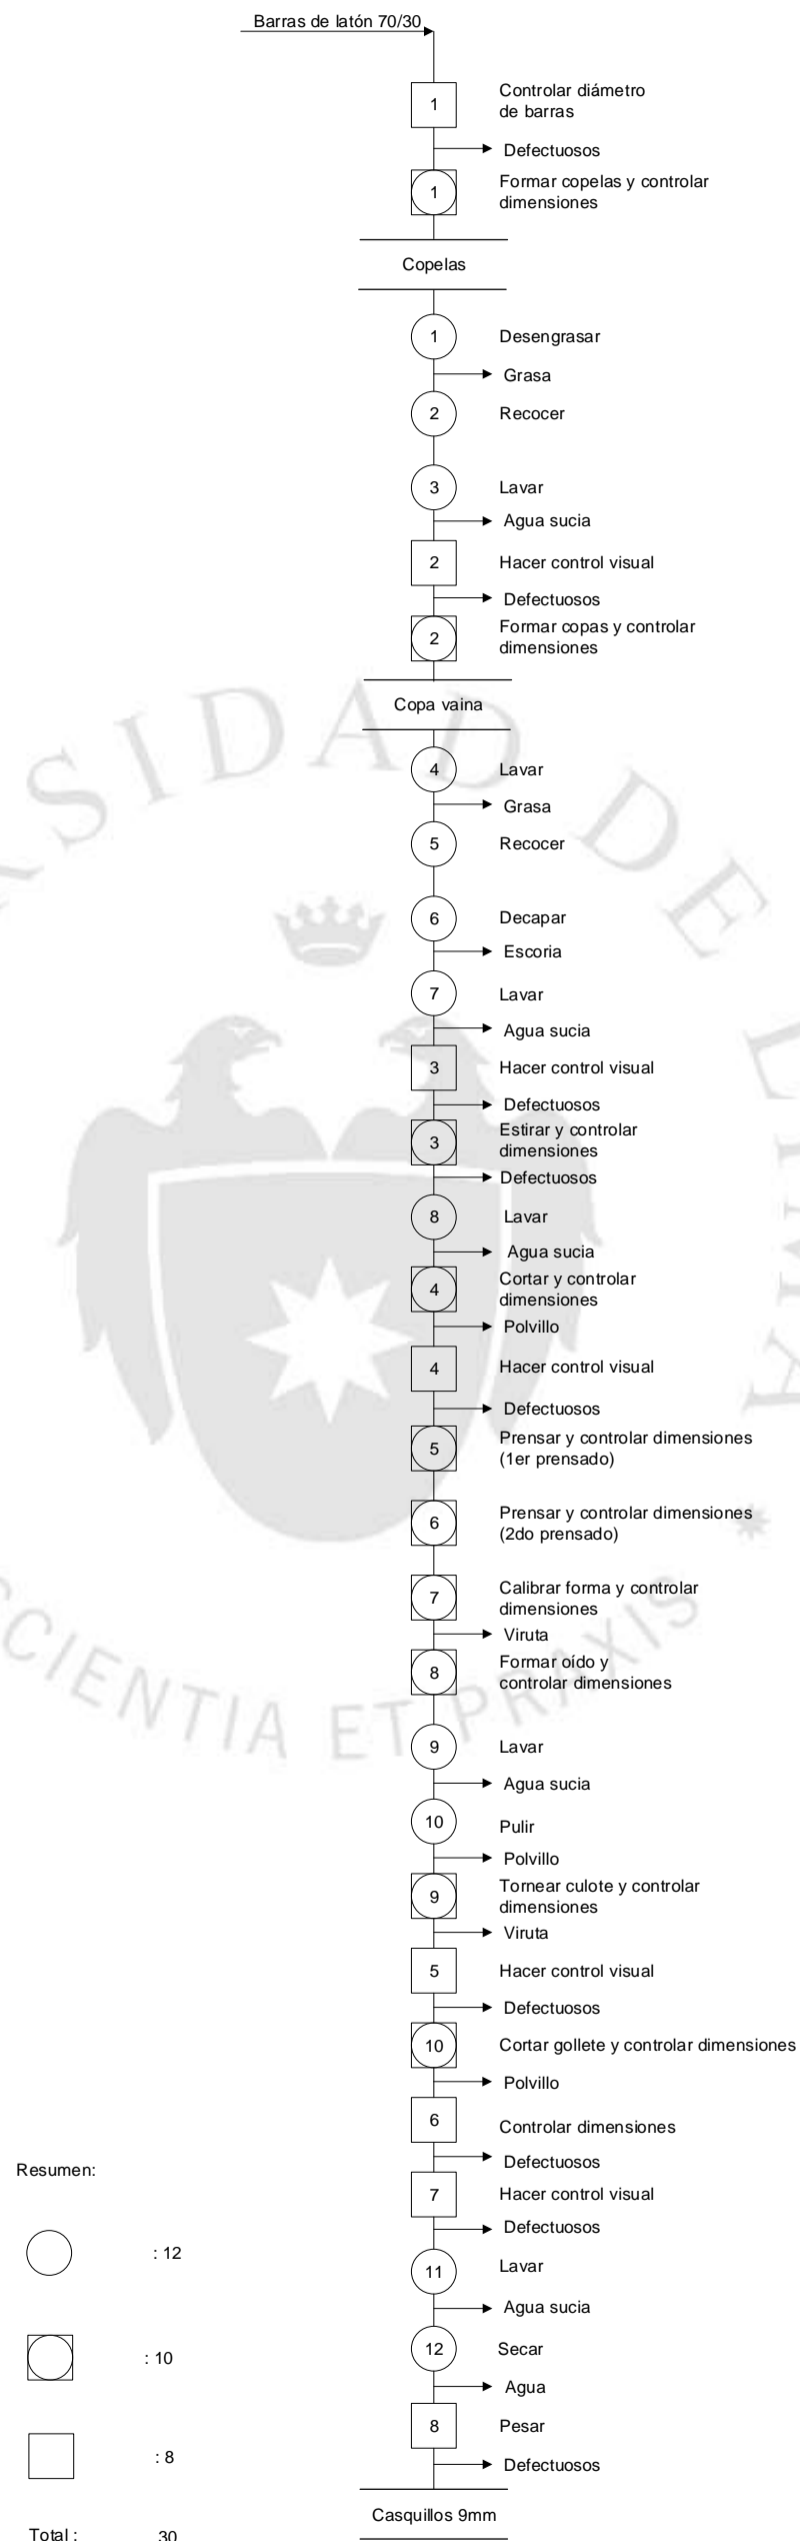 Barras de latón 70/30
1
Controlar diámetro
de barras
Defectuosos
1
Formar copelas y controlar
dimensiones
Copelas
1
Desengrasar
Grasa
2
Recocer
3
Lavar
Agua sucia
2
Hacer control visual
Defectuosos
2
Formar copas y controlar
dimensiones
Copa vaina
4
Lavar
Grasa
5
Recocer
6
Decapar
Escoria
7
Lavar
Agua sucia
3
Hacer control visual
Defectuosos
3
Estirar y controlar
dimensiones
Defectuosos
8
Lavar
Agua sucia
4
Cortar y controlar
dimensiones
Polvillo
4
Hacer control visual
Defectuosos
5
Prensar y controlar dimensiones
(1er prensado)
6
Prensar y controlar dimensiones
(2do prensado)
7
Calibrar forma y controlar
dimensiones
Viruta
8
Formar oído y
controlar dimensiones
9
Lavar
Agua sucia
10
Pulir
Polvillo
9
Tornear culote y controlar
dimensiones
Viruta
5
Hacer control visual
Defectuosos
10
Cortar gollete y controlar dimensiones
Polvillo
6
Controlar dimensiones
Defectuosos
7
Hacer control visual
Defectuosos
11
Lavar
Agua sucia
12
Secar
Agua
8
Pesar
Defectuosos
Casquillos 9mm
Resumen:
: 12
: 10
: 8
Total : 30
RSIDAD DE LIMA
SCIENTIA ET PRAXIS